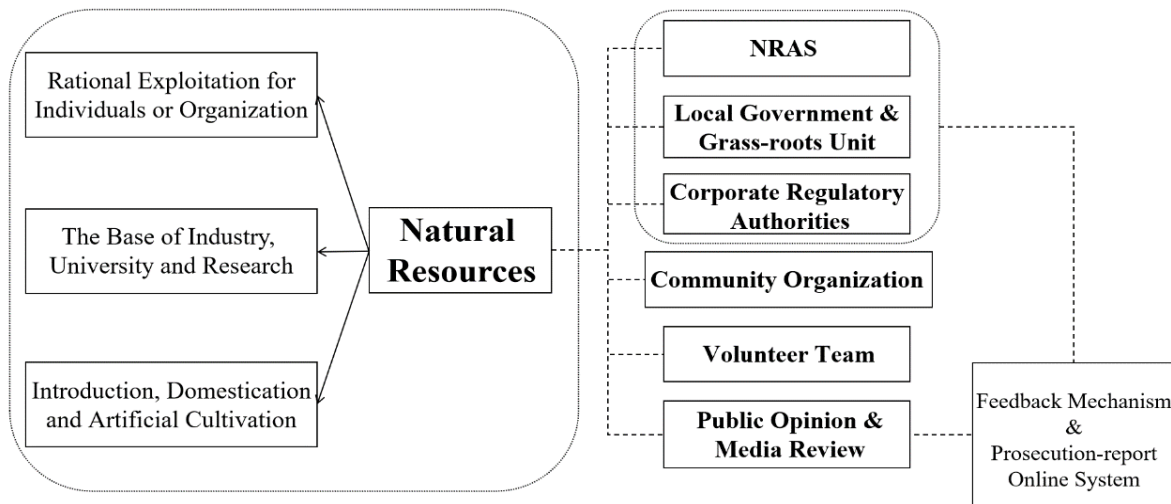 Rational Exploitation for
Individuals or Organization
The Base of Industry,
University and Research
Introduction, Domestication
and Artificial Cultivation
Natural
Resources
NRAS
Local Government &
Grass-roots Unit
Corporate Regulatory
Authorities
Community Organization
Volunteer Team
Public Opinion &
Media Review
Feedback Mechanism
&
Prosecution-report
Online System